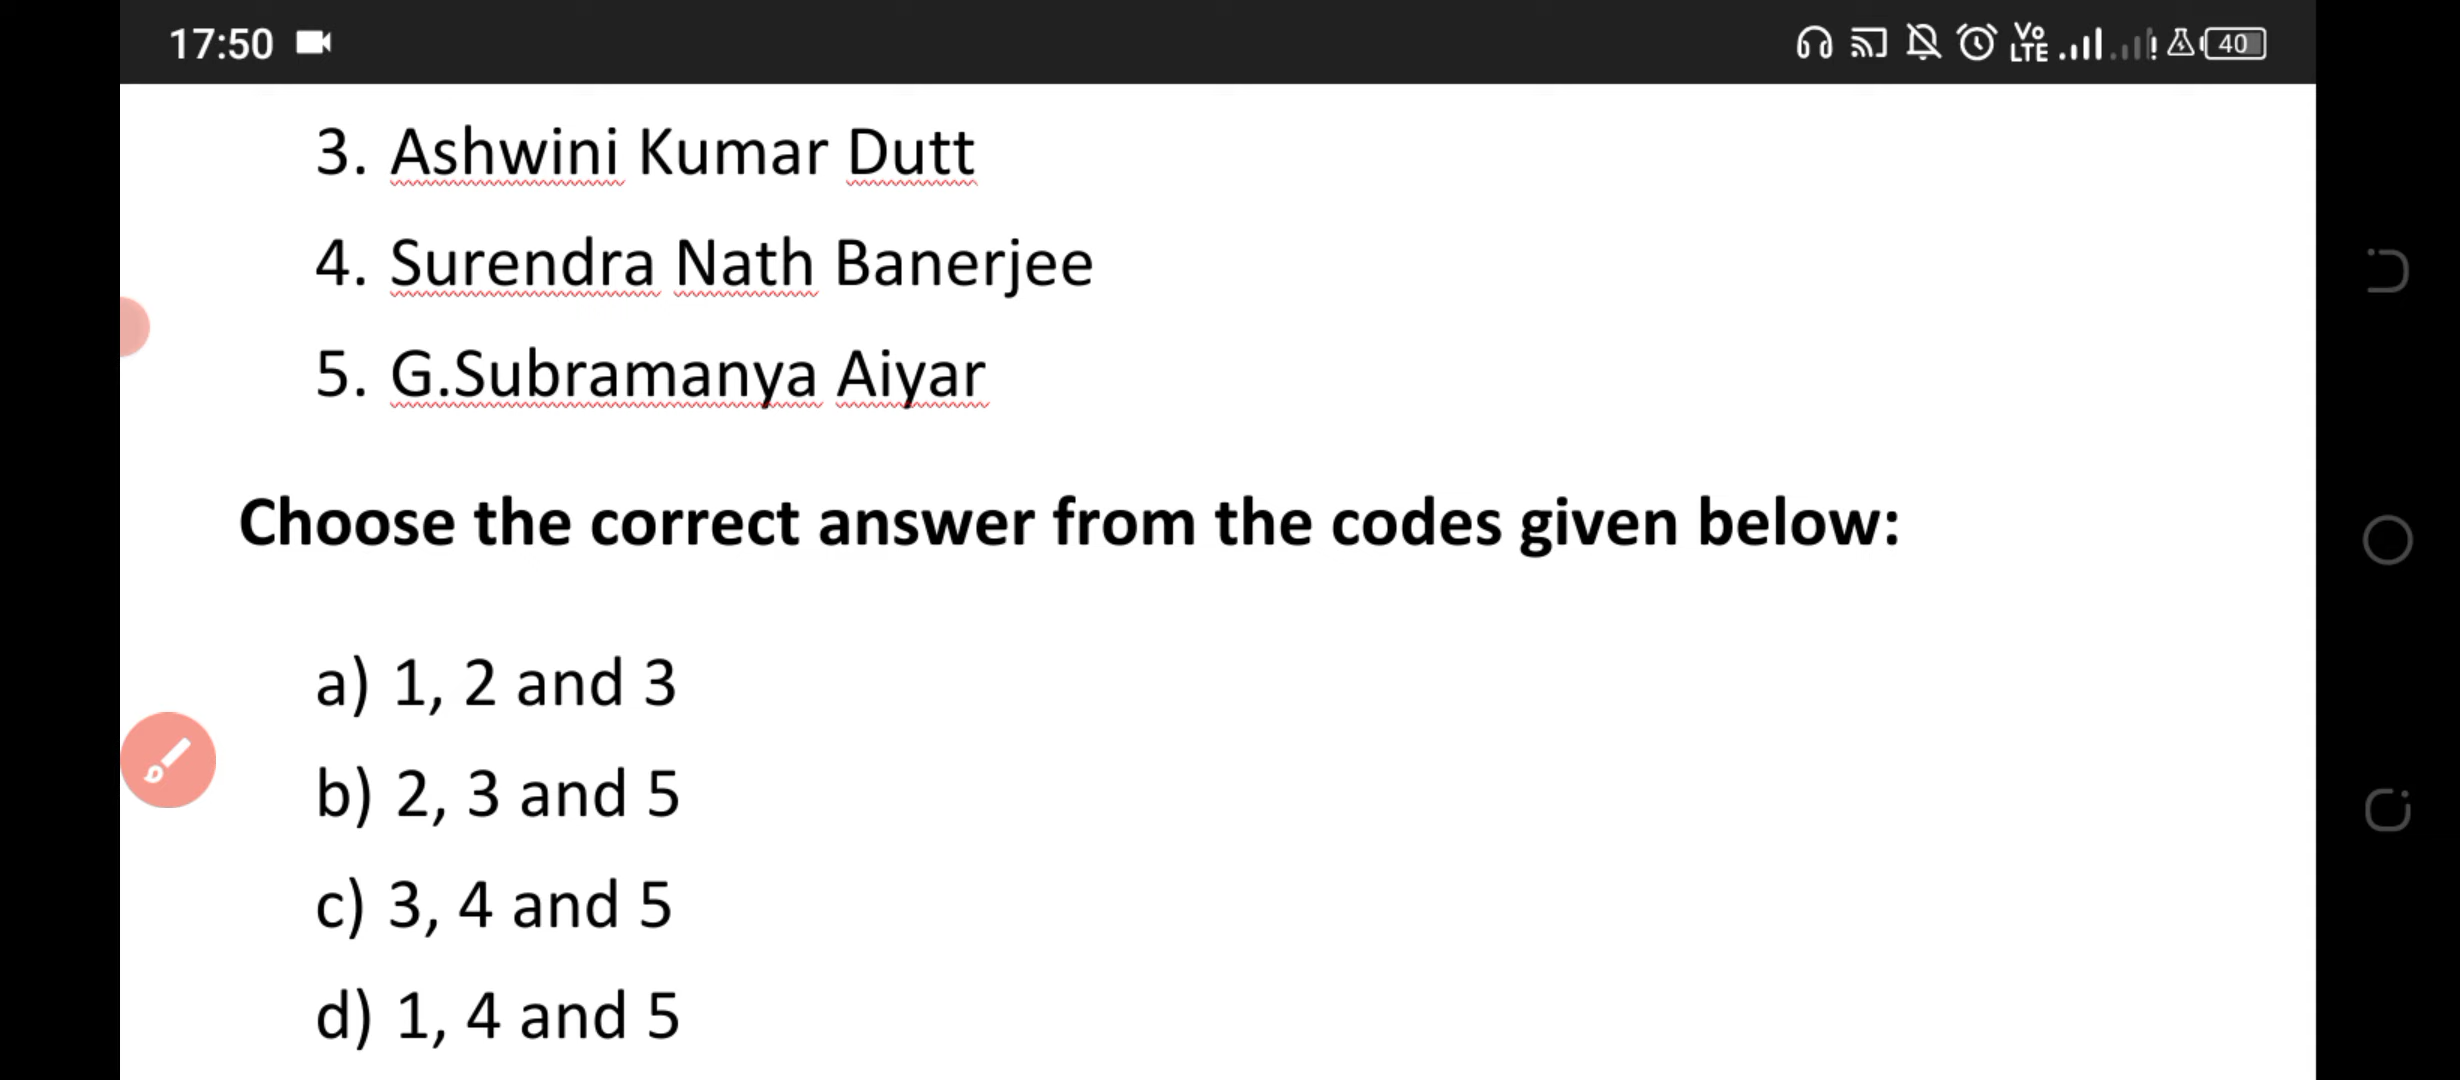 17:50 Vo LTE 40
3. Ashwini Kumar Dutt
4. Surendra Nath Banerjee
5. G.Subramanya Aiyar
Choose the correct answer from the codes given below:
a) 1, 2 and 3
b) 2, 3 and 5
c) 3, 4 and 5
d) 1, 4 and 5